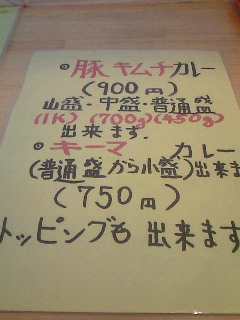 ◎豚キムチカレー
(900円)
山盛・中盛・普通盛
(1K) (700g) (450g)
出来ます.
◎キーマ カレー
(普通盛から小盛)出来ま
(750円)
トッピングも出来ます